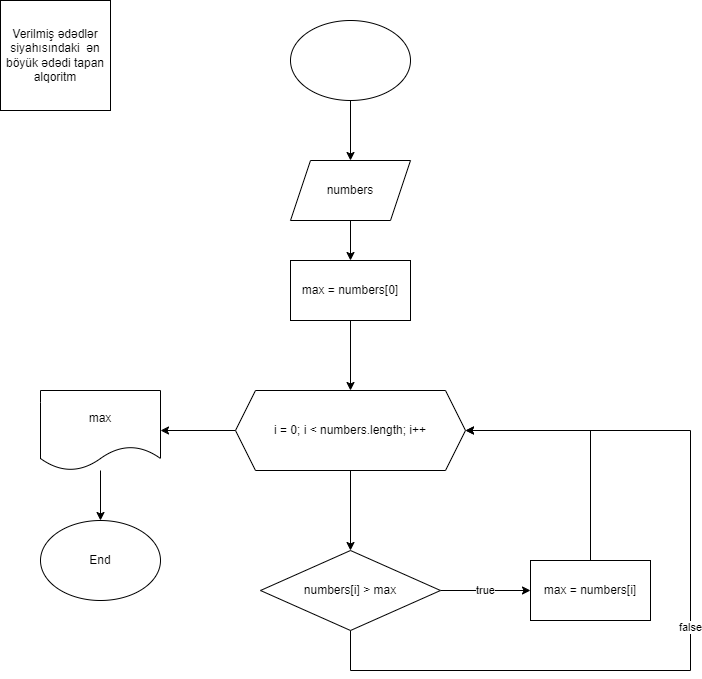 Verilmiş ədədlər
siyahısındaki ən
böyük ədədi tapan
alqoritm
numbers
max = numbers[0]
i = 0; i < numbers.length; i++
max
End
numbers[i] > max
true
max = numbers[i]
false